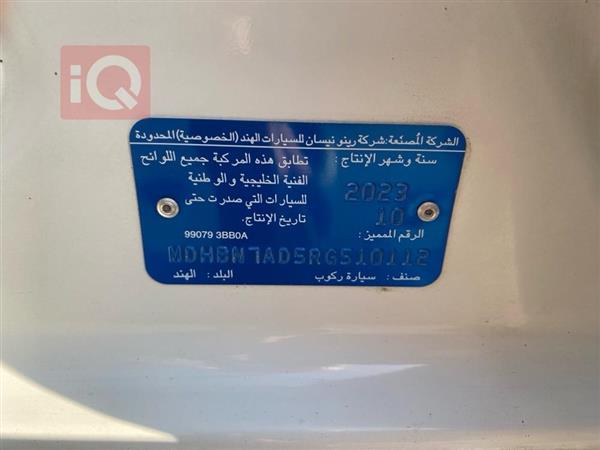 iQ
الشركة المُصنعة: شركة رينو نيسان للسيارات الهند (الخصوصية) المحدودة
سنة وشهر الإنتاج: تطابق هذه المركبة جميع اللوائح
2023 الفنية الخليجية والوطنية
للسيارات التي صدرت حتى
10 تاريخ الإنتاج.
الرقم المميز: 99079 3BB0A
MDHBN7AD5RG510112
صنف: سيارة ركوب البلد: الهند